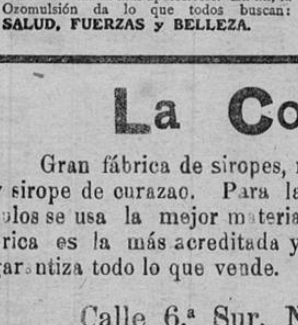 Ozomulsión da lo que todos buscan:
SALUD, FUERZAS y BELLEZA.
La Co
Gran fábrica de siropes,
y sirope de curazao. Para la
ulos se usa la mejor materia
rica es la más acreditada y
garantiza todo lo que vende.
Calle 6.ª Sur, N